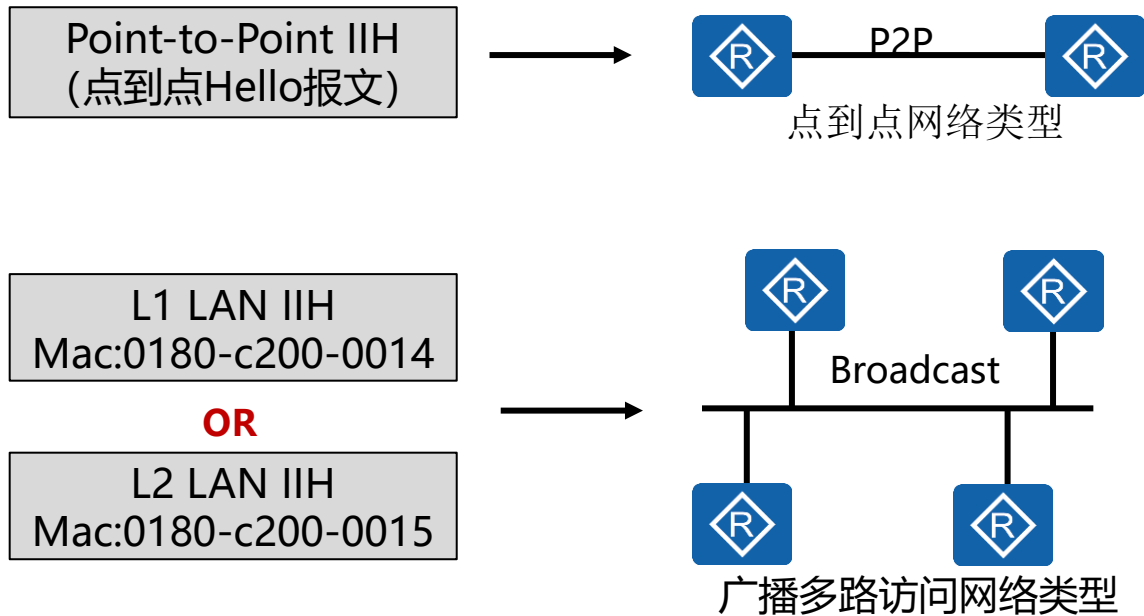 Point-to-Point IIH
(点到点Hello报文)
R
P2P
R
点到点网络类型
L1 LAN IIH
Mac:0180-c200-0014
OR
L2 LAN IIH
Mac:0180-c200-0015
R
R
Broadcast
R
R
广播多路访问网络类型